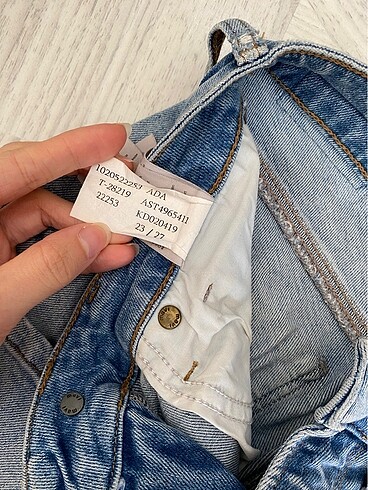 1020522253 ADA
T-28219 AST4965411
22253 KD020419
23 / 27